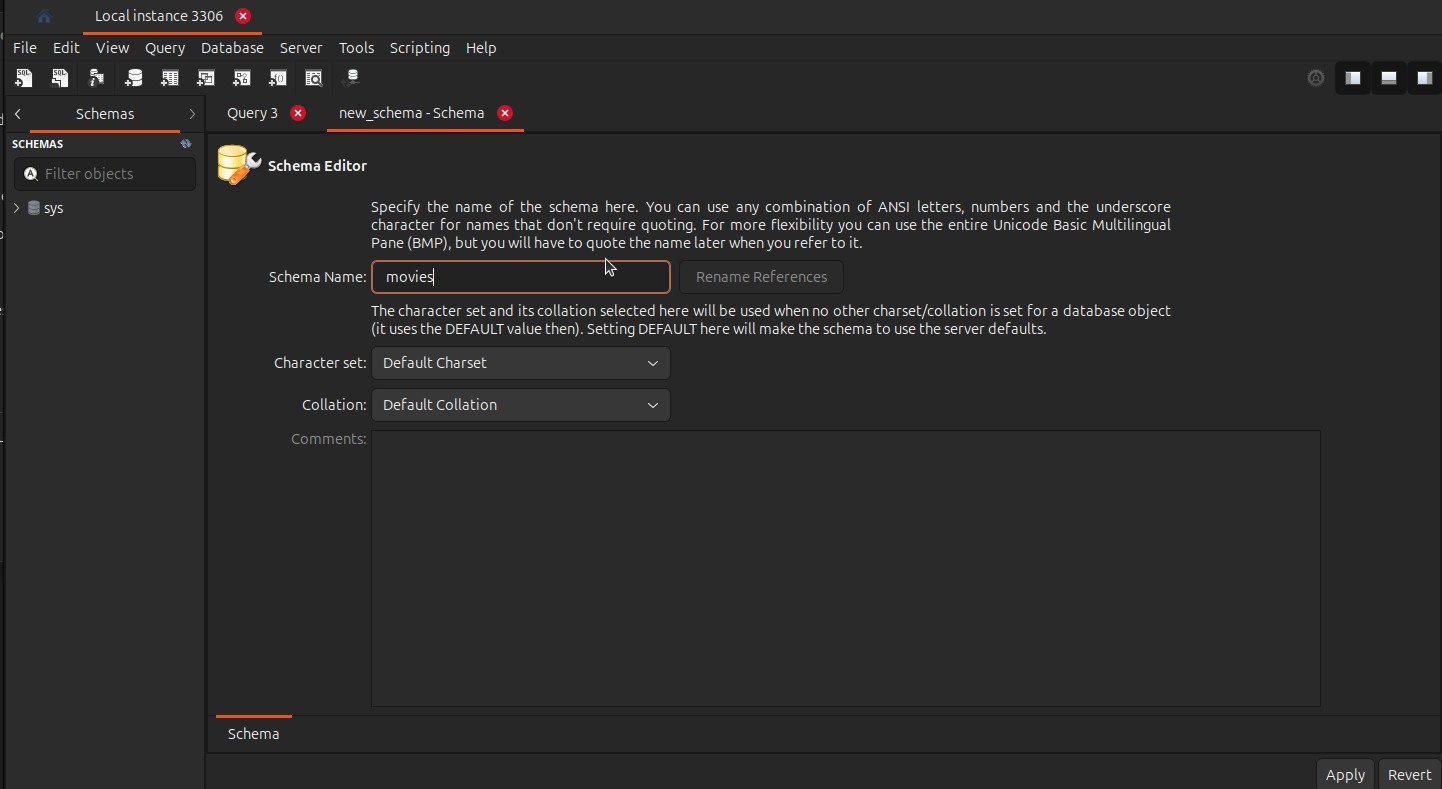 Local instance 3306
File Edit View Query Database Server Tools Scripting Help
Schemas
Query 3
new_schema - Schema
SCHEMAS
Filter objects
sys
Schema Editor
Specify the name of the schema here. You can use any combination of ANSI letters, numbers and the underscore
character for names that don't require quoting. For more flexibility you can use the entire Unicode Basic Multilingual
Pane (BMP), but you will have to quote the name later when you refer to it.
Schema Name: movies Rename References
The character set and its collation selected here will be used when no other charset/collation is set for a database object
(it uses the DEFAULT value then). Setting DEFAULT here will make the schema to use the server defaults.
Character set: Default Charset
Collation: Default Collation
Comments:
Schema
Apply Revert